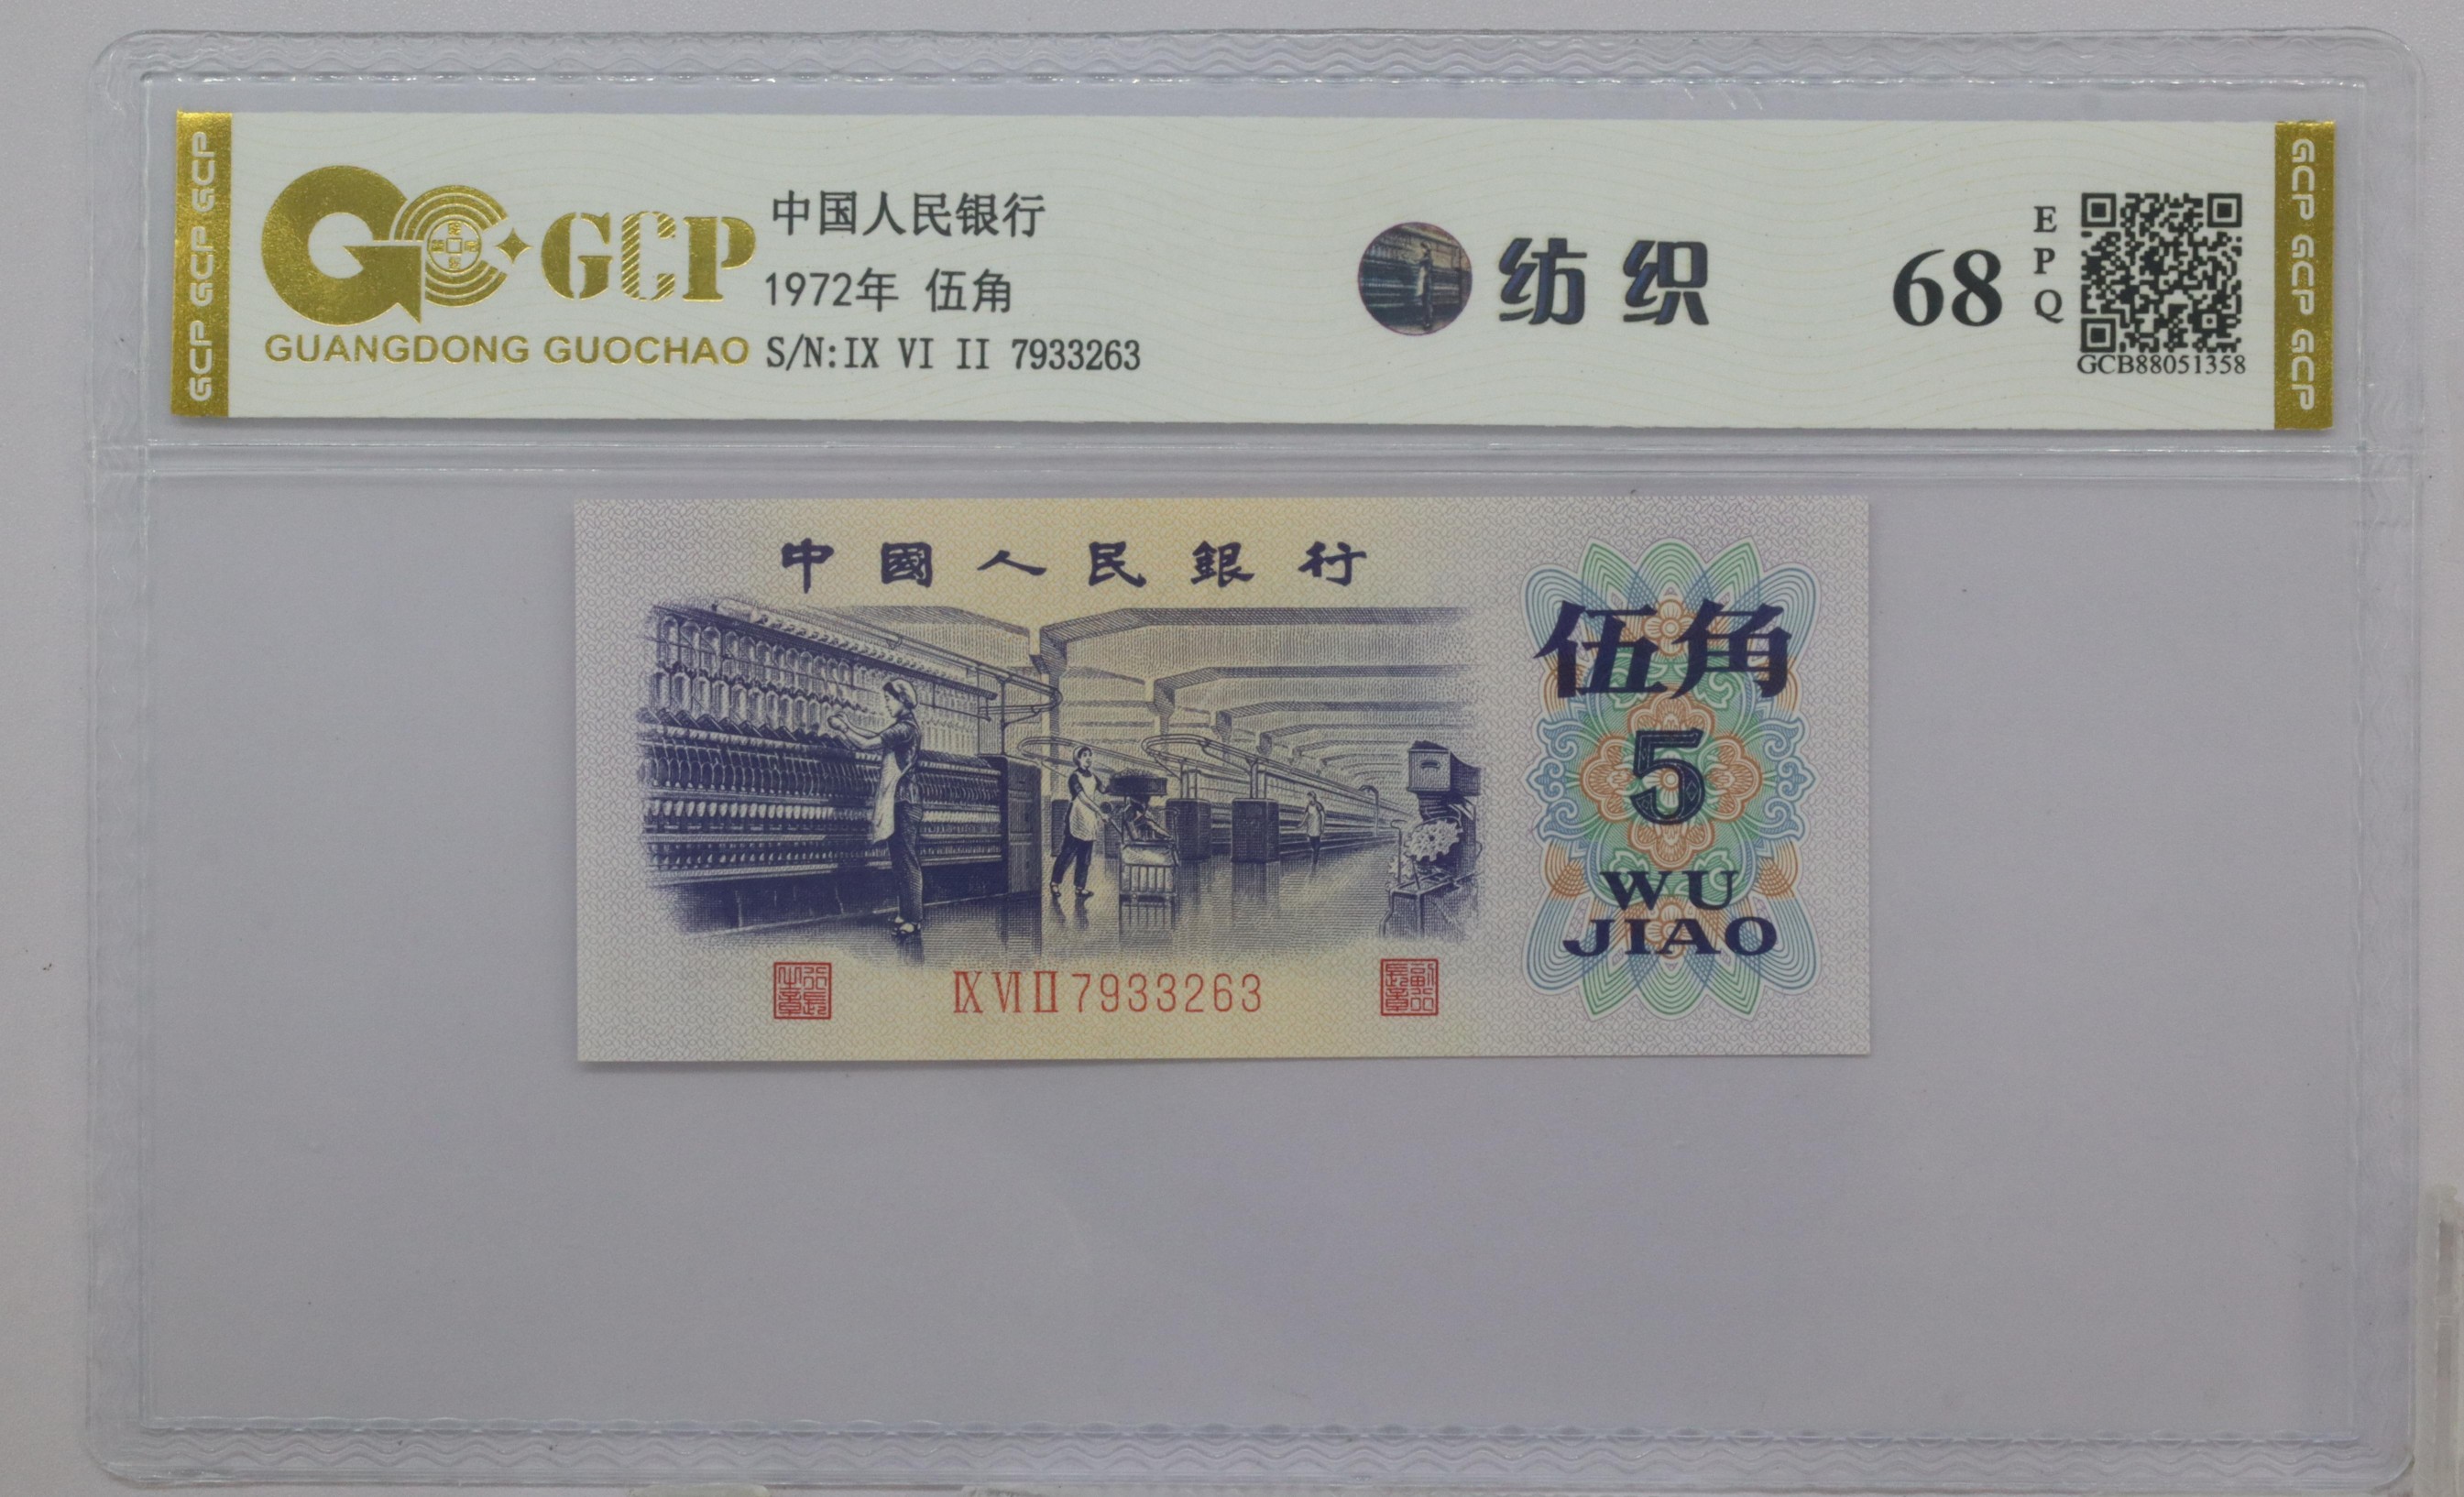 GCP GCP GCP
GCP
GUANGDONG GUOCHAO
中国人民银行
1972年 伍角
S/N:IX VI II 7933263
纺织
68
EPQ
GCB88051358
GCP GCP GCP
中國人民銀行
伍角
5
WU
JIAO
IX VI II 7933263